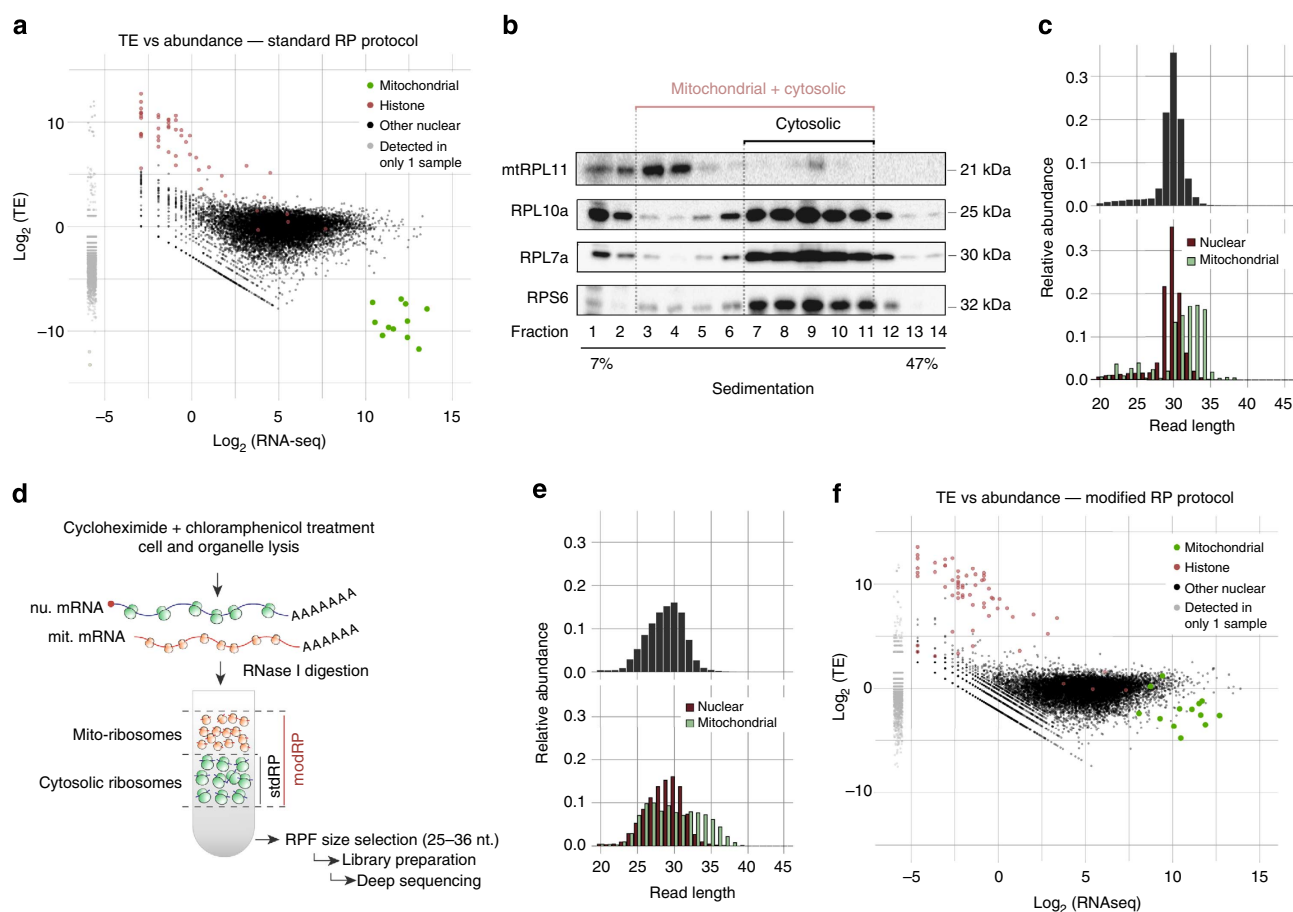 a
TE vs abundance — standard RP protocol
Mitochondrial
Histone
Other nuclear
Detected in
only 1 sample
10
0
−10
Log2 (TE)
−5
0
5
10
15
Log2 (RNA-seq)
b
Mitochondrial + cytosolic
Cytosolic
mtRPL11
21 kDa
RPL10a
25 kDa
RPL7a
30 kDa
RPS6
32 kDa
Fraction 1 2 3 4 5 6 7 8 9 10 11 12 13 14
7%
47%
Sedimentation
c
0.3
0.1
0.0
Relative abundance
Nuclear
Mitochondrial
0.3
0.2
0.1
0.0
20 25 30 35 40 45
Read length
d
Cycloheximide + chloramphenicol treatment
cell and organelle lysis
nu. mRNA
AAAAAAA
mit. mRNA
AAAAAA
RNase I digestion
Mito-ribosomes
Cytosolic ribosomes
stdRP
modRP
RPF size selection (25–36 nt.)
Library preparation
Deep sequencing
e
0.3
0.2
0.1
0.0
Relative abundance
Nuclear
Mitochondrial
0.3
0.2
0.1
0.0
20 25 30 35 40 45
Read length
f
TE vs abundance — modified RP protocol
Mitochondrial
Histone
Other nuclear
Detected in
only 1 sample
10
0
−10
Log2 (TE)
−5
0
5
10
15
Log2 (RNAseq)